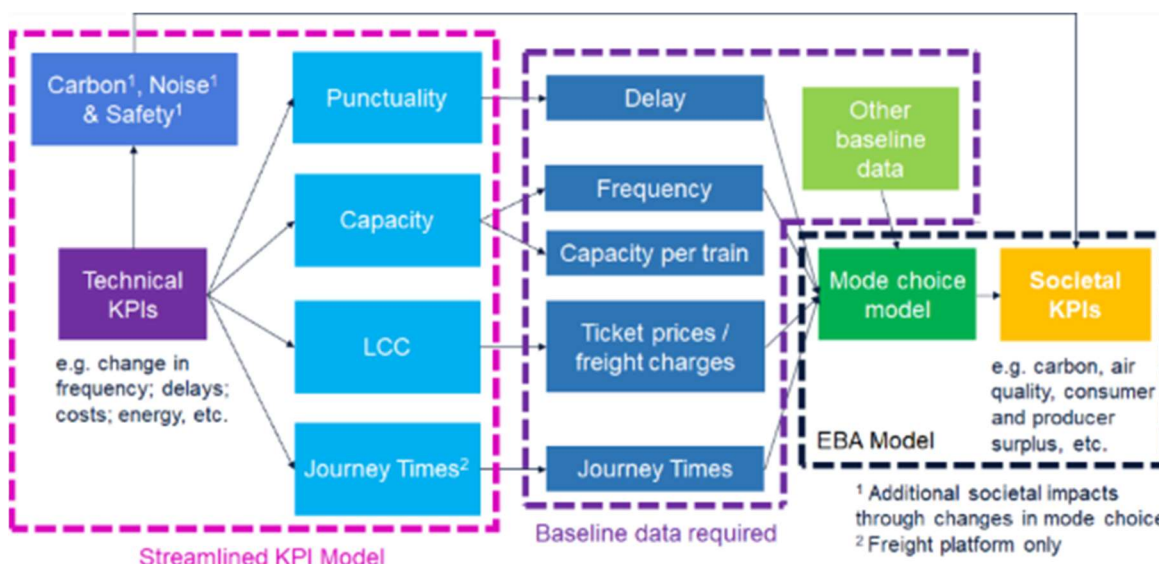 Carbon¹, Noise¹
& Safety¹
Technical
KPIs
e.g. change in
frequency; delays;
costs; energy, etc.
Punctuality
Capacity
LCC
Journey Times²
Streamlined KPI Model
Delay
Frequency
Capacity per train
Ticket prices /
freight charges
Journey Times
Baseline data required
Other
baseline
data
Mode choice
model
Societal
KPIs
e.g. carbon, air
quality, consumer
and producer
surplus, etc.
EBA Model
¹ Additional societal impacts
through changes in mode choice
² Freight platform only